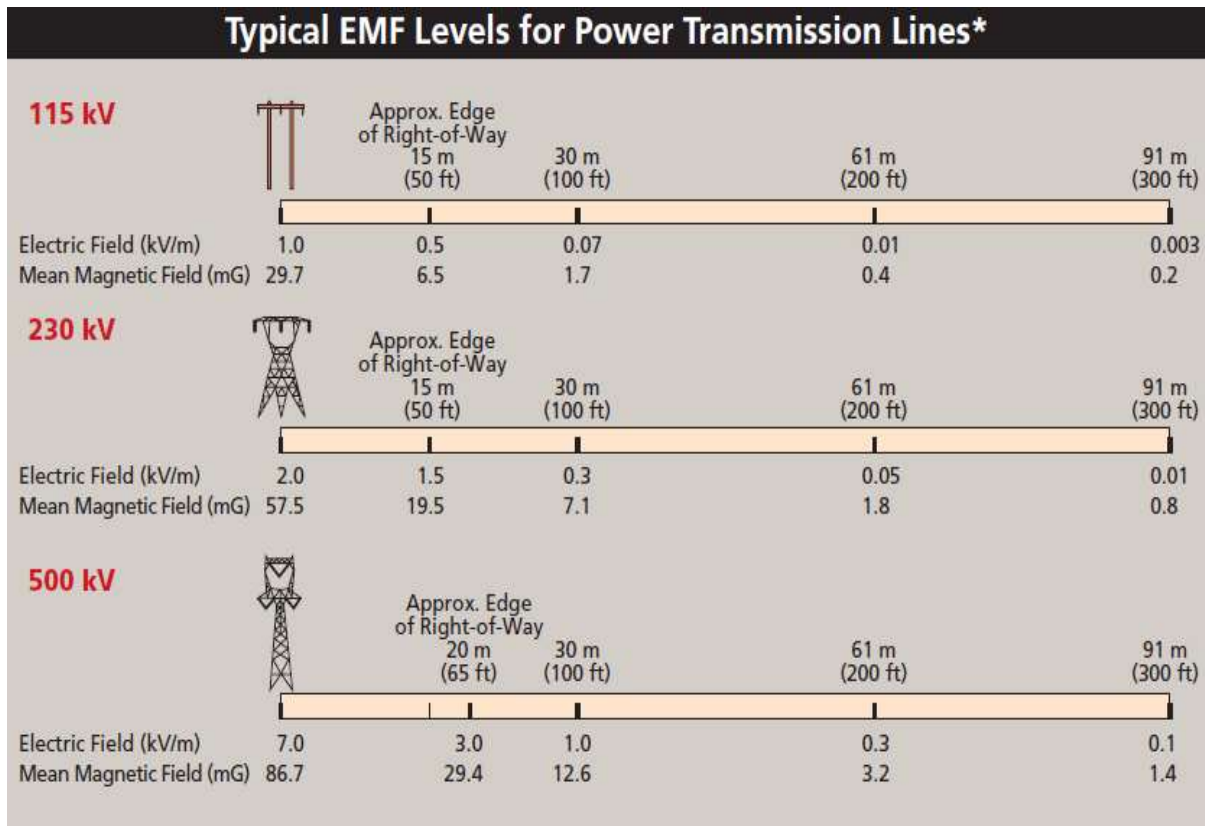 Typical EMF Levels for Power Transmission Lines*
115 kV
Approx. Edge
of Right-of-Way
15 m 30 m 61 m 91 m
(50 ft) (100 ft) (200 ft) (300 ft)
Electric Field (kV/m) 1.0 0.5 0.07 0.01 0.003
Mean Magnetic Field (mG) 29.7 6.5 1.7 0.4 0.2
230 kV
Approx. Edge
of Right-of-Way
15 m 30 m 61 m 91 m
(50 ft) (100 ft) (200 ft) (300 ft)
Electric Field (kV/m) 2.0 1.5 0.3 0.05 0.01
Mean Magnetic Field (mG) 57.5 19.5 7.1 1.8 0.8
500 kV
Approx. Edge
of Right-of-Way
20 m 30 m 61 m 91 m
(65 ft) (100 ft) (200 ft) (300 ft)
Electric Field (kV/m) 7.0 3.0 1.0 0.3 0.1
Mean Magnetic Field (mG) 86.7 29.4 12.6 3.2 1.4